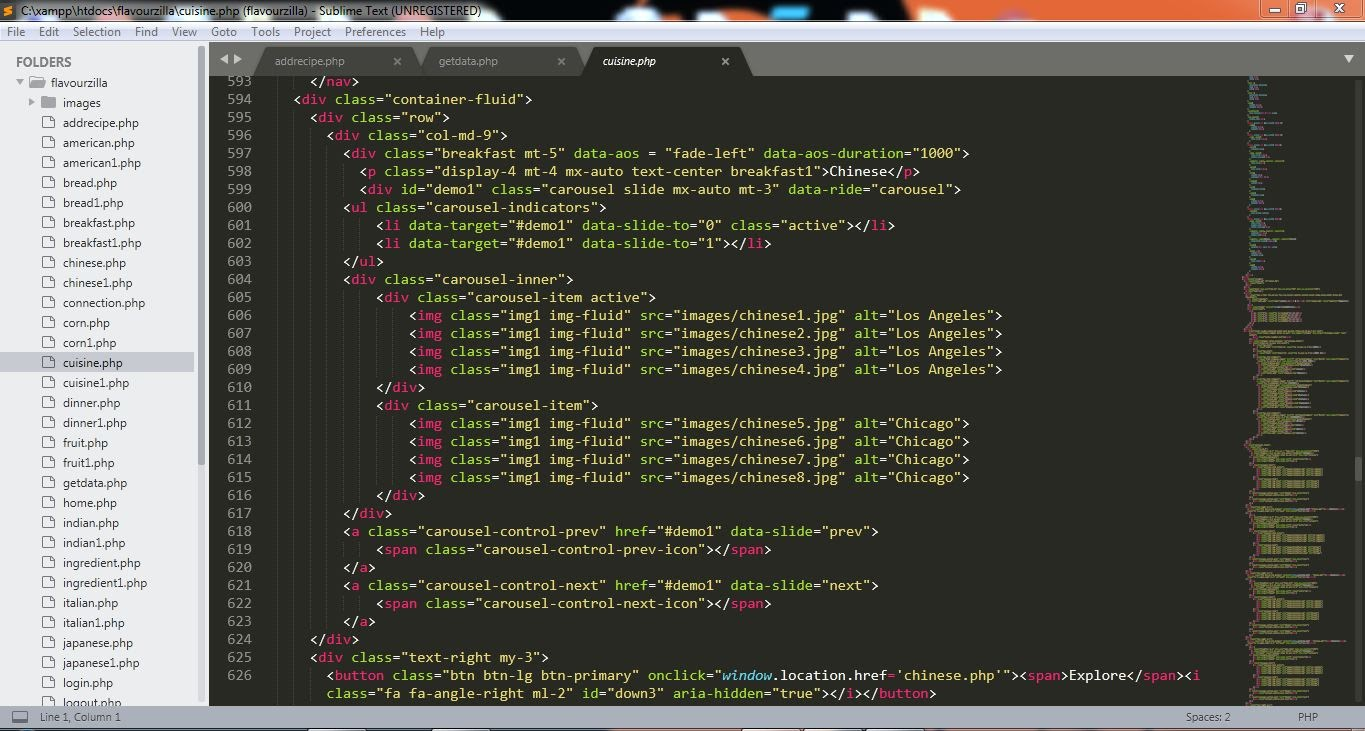 C:\xampp\htdocs\flavourzilla\cuisine.php (flavourzilla) - Sublime Text (UNREGISTERED)
File Edit Selection Find View Goto Tools Project Preferences Help
FOLDERS
flavourzilla
images
addrecipe.php
american.php
american1.php
bread.php
bread1.php
breakfast.php
breakfast1.php
chinese.php
chinese1.php
connection.php
corn.php
corn1.php
cuisine.php
cuisine1.php
dinner.php
dinner1.php
fruit.php
fruit1.php
getdata.php
home.php
indian.php
indian1.php
ingredient.php
ingredient1.php
italian.php
italian1.php
japanese.php
japanese1.php
login.php
logout.php
addrecipe.php × getdata.php × cuisine.php ×
593 </nav>
594 <div class="container-fluid">
595 <div class="row">
596 <div class="col-md-9">
597 <div class="breakfast mt-5" data-aos = "fade-left" data-aos-duration="1000">
598 <p class="display-4 mt-4 mx-auto text-center breakfast1">Chinese</p>
599 <div id="demo1" class="carousel slide mx-auto mt-3" data-ride="carousel">
600 <ul class="carousel-indicators">
601 <li data-target="#demo1" data-slide-to="0" class="active"></li>
602 <li data-target="#demo1" data-slide-to="1"></li>
603 </ul>
604 <div class="carousel-inner">
605 <div class="carousel-item active">
606 <img class="img1 img-fluid" src="images/chinese1.jpg" alt="Los Angeles">
607 <img class="img1 img-fluid" src="images/chinese2.jpg" alt="Los Angeles">
608 <img class="img1 img-fluid" src="images/chinese3.jpg" alt="Los Angeles">
609 <img class="img1 img-fluid" src="images/chinese4.jpg" alt="Los Angeles">
610 </div>
611 <div class="carousel-item">
612 <img class="img1 img-fluid" src="images/chinese5.jpg" alt="Chicago">
613 <img class="img1 img-fluid" src="images/chinese6.jpg" alt="Chicago">
614 <img class="img1 img-fluid" src="images/chinese7.jpg" alt="Chicago">
615 <img class="img1 img-fluid" src="images/chinese8.jpg" alt="Chicago">
616 </div>
617 </div>
618 <a class="carousel-control-prev" href="#demo1" data-slide="prev">
619 <span class="carousel-control-prev-icon"></span>
620 </a>
621 <a class="carousel-control-next" href="#demo1" data-slide="next">
622 <span class="carousel-control-next-icon"></span>
623 </a>
624 </div>
625 <div class="text-right my-3">
626 <button class="btn btn-lg btn-primary" onclick="window.location.href='chinese.php'"><span>Explore</span><i
class="fa fa-angle-right ml-2" id="down3" aria-hidden="true"></i></button>
Line 1, Column 1 Spaces: 2 PHP